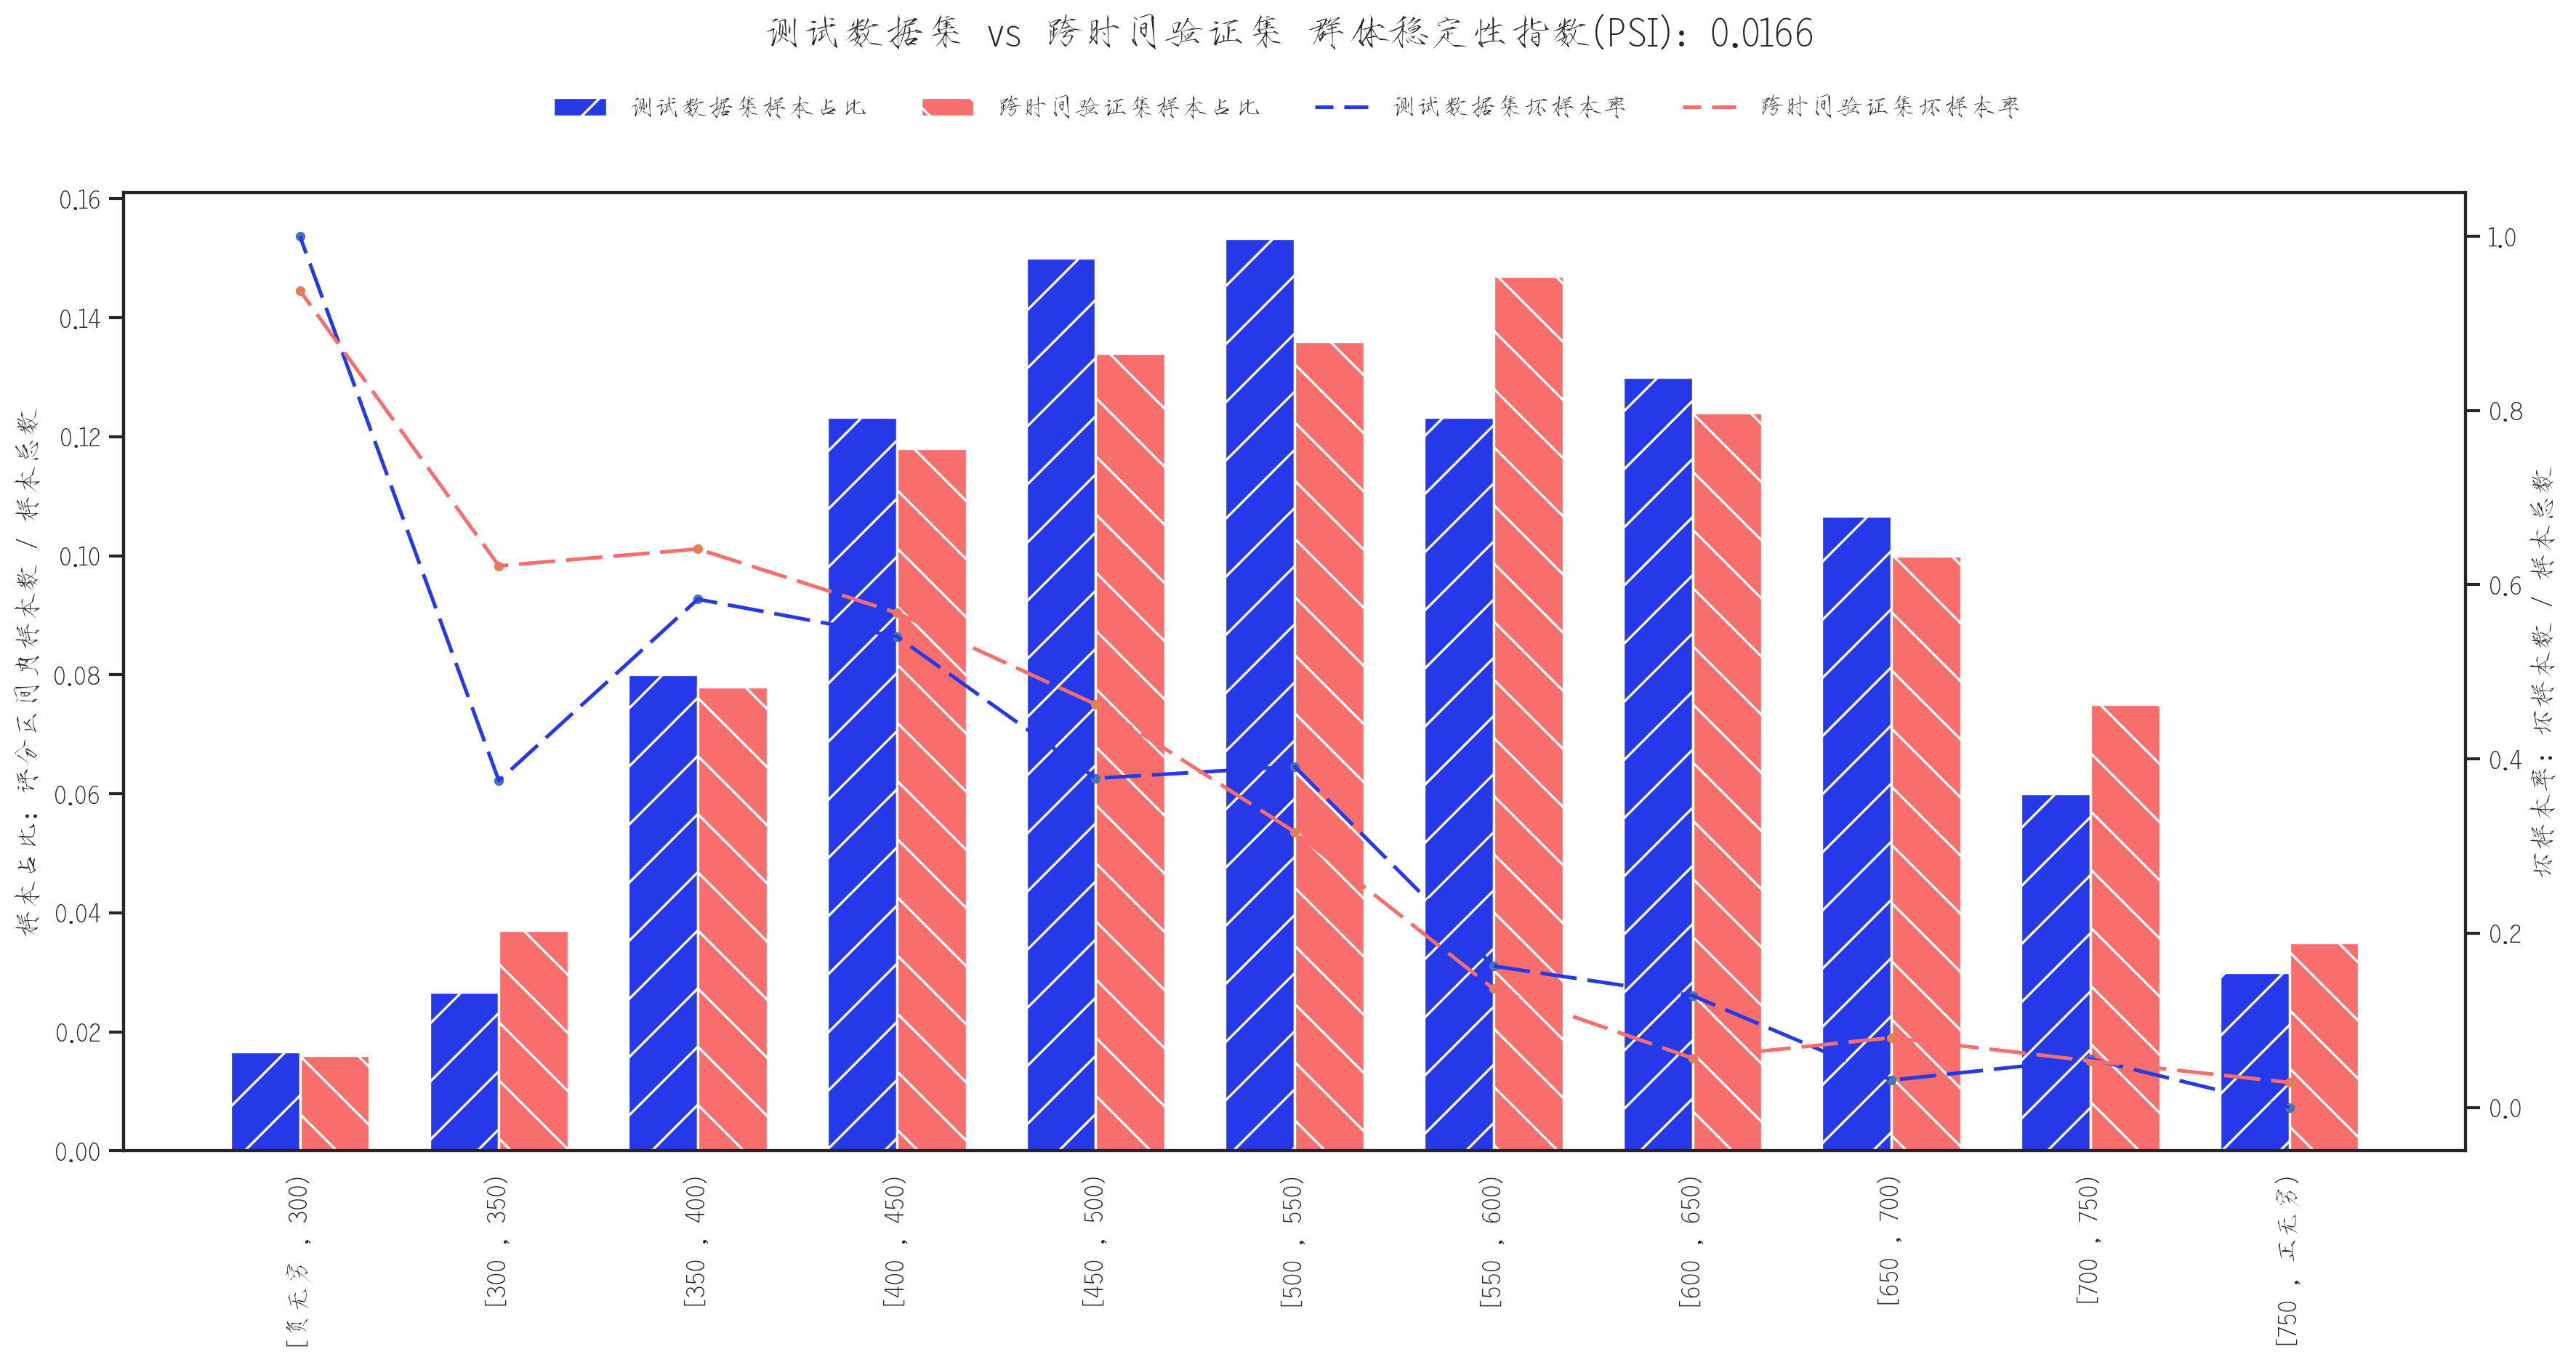 测试数据集 vs 跨时间验证集 群体稳定性指数(PSI): 0.0166
测试数据集样本占比 跨时间验证集样本占比 测试数据集坏样本率 跨时间验证集坏样本率
样本占比: 评分区间内样本数 / 样本总数
0.16
0.14
0.12
0.10
0.08
0.06
0.04
0.02
0.00
1.0
0.8
0.6
0.4
0.2
0.0
坏样本率: 坏样本数 / 样本总数
[负无穷 , 300)
[300 , 350)
[350 , 400)
[400 , 450)
[450 , 500)
[500 , 550)
[550 , 600)
[600 , 650)
[650 , 700)
[700 , 750)
[750 , 正无穷)